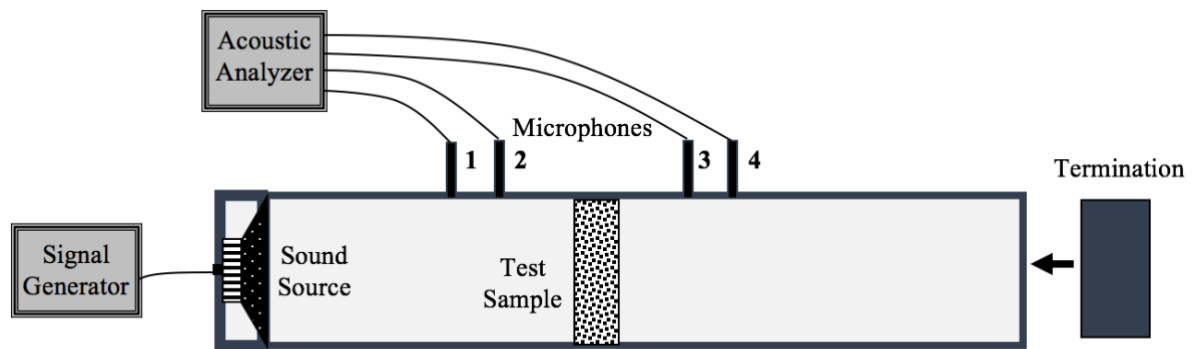 Acoustic
Analyzer
Microphones
1 2 3 4
Termination
Signal
Generator
Sound
Source
Test
Sample